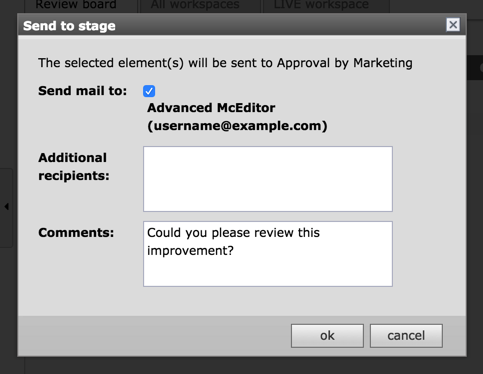 Review board All workspaces LIVE workspace
Send to stage
The selected element(s) will be sent to Approval by Marketing
Send mail to:
Advanced McEditor
(username@example.com)
Additional
recipients:
Comments:
Could you please review this
improvement?
ok cancel